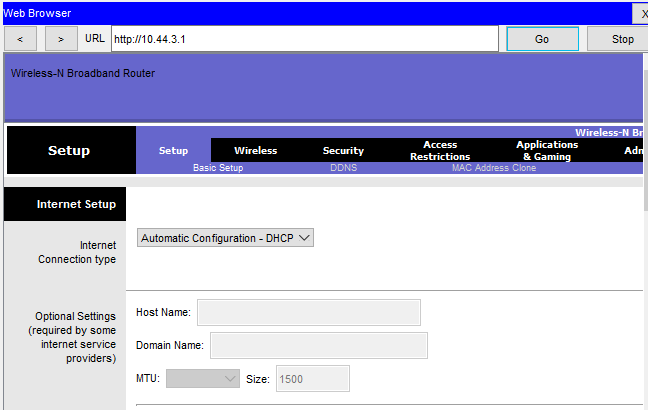 Web Browser X
< > URL http://10.44.3.1 Go Stop
Wireless-N Broadband Router
Wireless-N Br
Setup Setup Wireless Security Access Restrictions Applications & Gaming Adm
Basic Setup DDNS MAC Address Clone
Internet Setup
Internet
Connection type
Automatic Configuration - DHCP
Optional Settings
(required by some
internet service
providers)
Host Name:
Domain Name:
MTU: Size: 1500